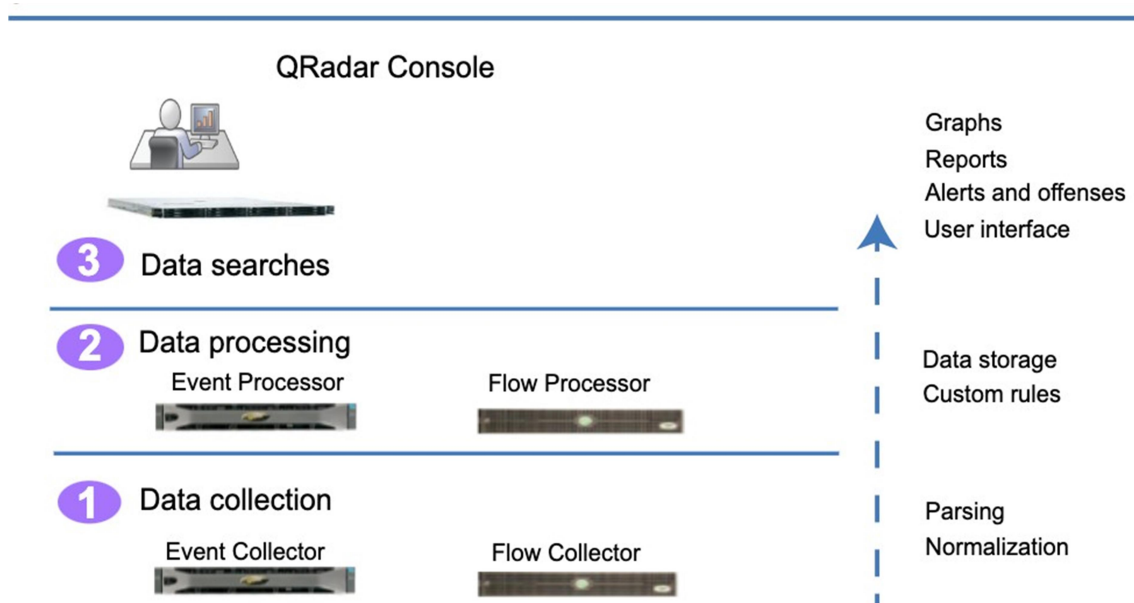 QRadar Console
Graphs
Reports
Alerts and offenses
User interface
3 Data searches
2 Data processing
Event Processor
Flow Processor
Data storage
Custom rules
1 Data collection
Parsing
Event Collector
Flow Collector
Normalization